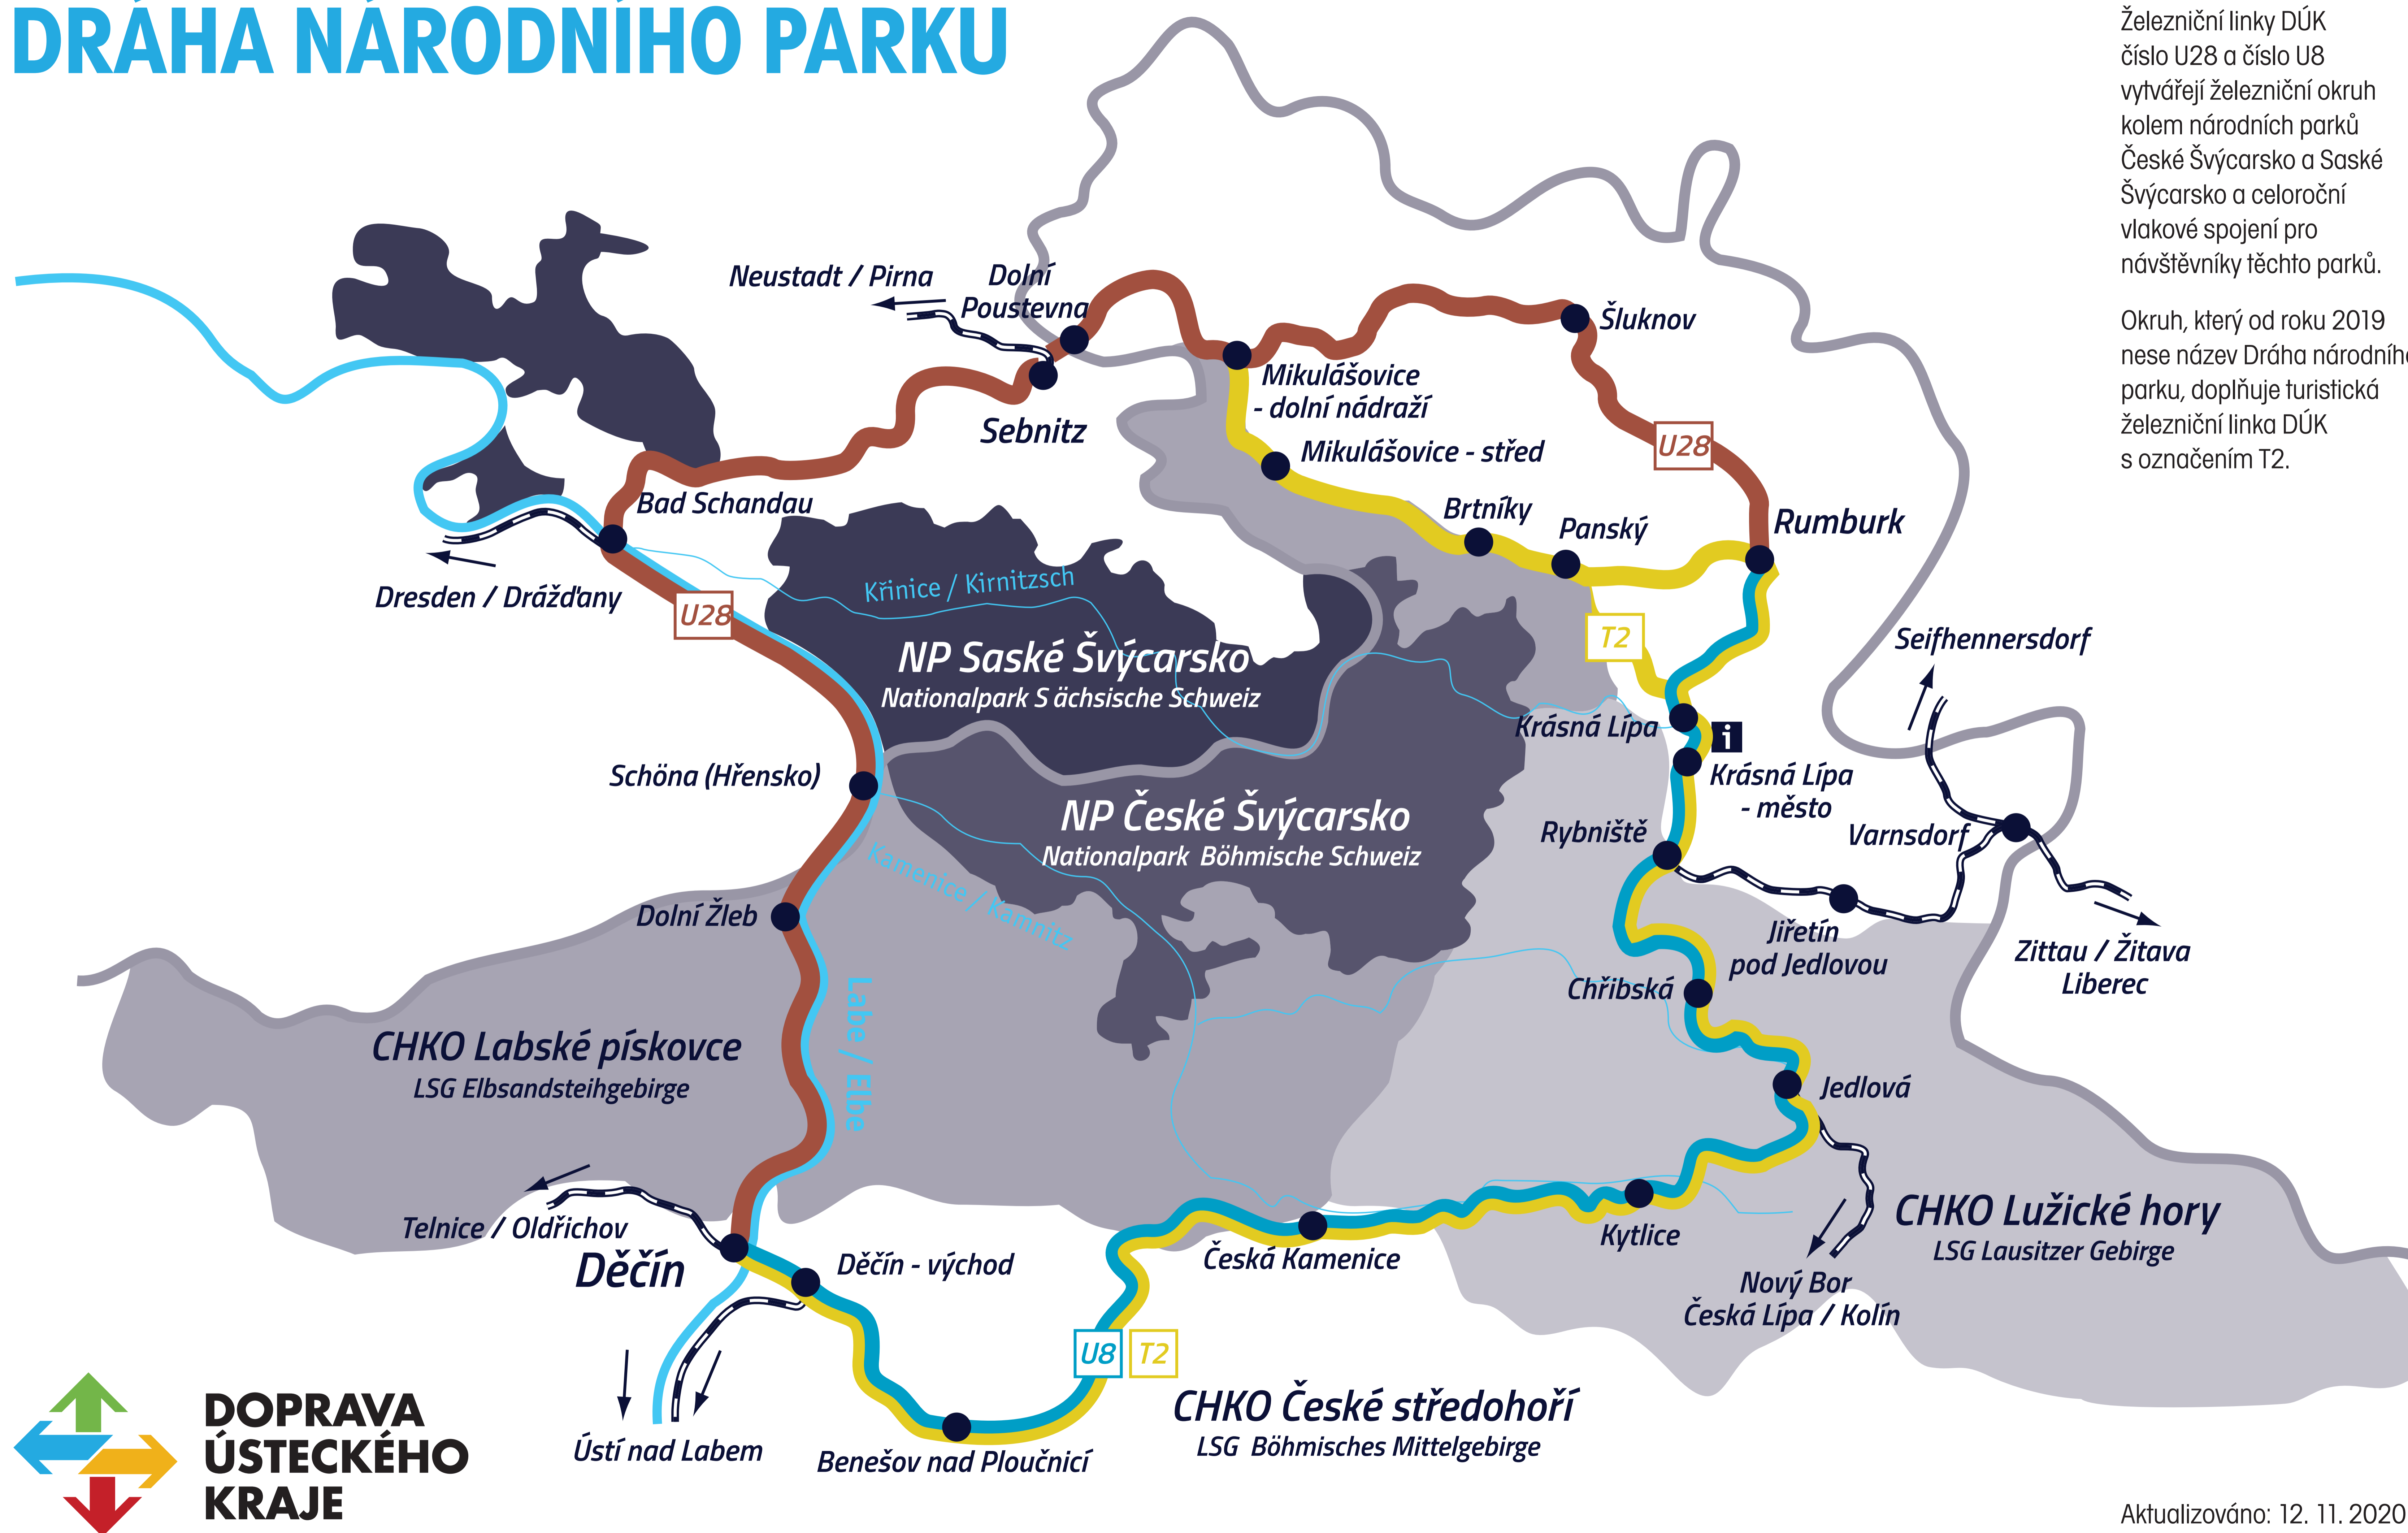 DRÁHA NÁRODNÍHO PARKU
Železniční linky DÚK
číslo U28 a číslo U8
vytvářejí železniční okruh
kolem národních parků
České Švýcarsko a Saské
Švýcarsko a celoroční
vlakové spojení pro
návštěvníky těchto parků.
Okruh, který od roku 2019
nese název Dráha národníh
parku, doplňuje turistická
železniční linka DÚK
s označením T2.
Neustadt / Pirna
Dolní
Poustevna
Šluknov
Mikulášovice
- dolní nádraží
Sebnitz
U28
Mikulášovice - střed
Bad Schandau
Brtníky
Panský
Rumburk
Dresden / Drážďany
Křinice / Kirnitzsch
U28
T2
Seifhennersdorf
NP Saské Švýcarsko
Nationalpark S ächsische Schweiz
Krásná Lípa
i
Schöna (Hřensko)
Krásná Lípa
- město
NP České Švýcarsko
Nationalpark Böhmische Schweiz
Rybniště
Varnsdorf
Kamenice / Kamnitz
Dolní Žleb
Jiřetín
pod Jedlovou
Zittau / Žitava
Liberec
Chřibská
Labe / Elbe
CHKO Labské pískovce
LSG Elbsandsteihgebirge
Jedlová
Telnice / Oldřichov
Děčín
Děčín - východ
Česká Kamenice
Kytlice
CHKO Lužické hory
LSG Lausitzer Gebirge
Nový Bor
Česká Lípa / Kolín
U8
T2
CHKO České středohoří
LSG Böhmisches Mittelgebirge
Ústí nad Labem
Benešov nad Ploučnicí
DOPRAVA
ÚSTECKÉHO
KRAJE
Aktualizováno: 12. 11. 2020